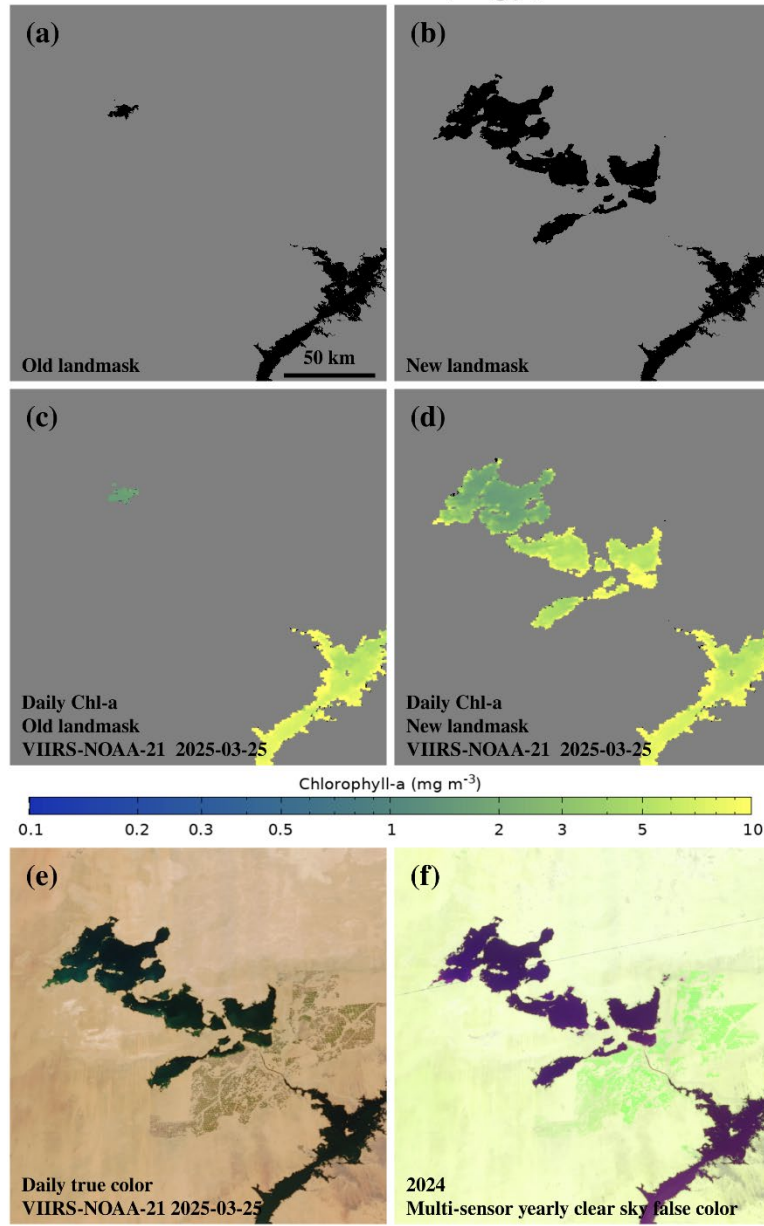 (a)
(b)
Old landmask
50 km
New landmask
(c)
(d)
Daily Chl-a
Old landmask
VIIRS-NOAA-21 2025-03-25
Daily Chl-a
New landmask
VIIRS-NOAA-21 2025-03-25
Chlorophyll-a (mg m⁻³)
0.1 0.2 0.3 0.5 1 2 3 5 10
(e)
(f)
Daily true color
VIIRS-NOAA-21 2025-03-25
2024
Multi-sensor yearly clear sky false color